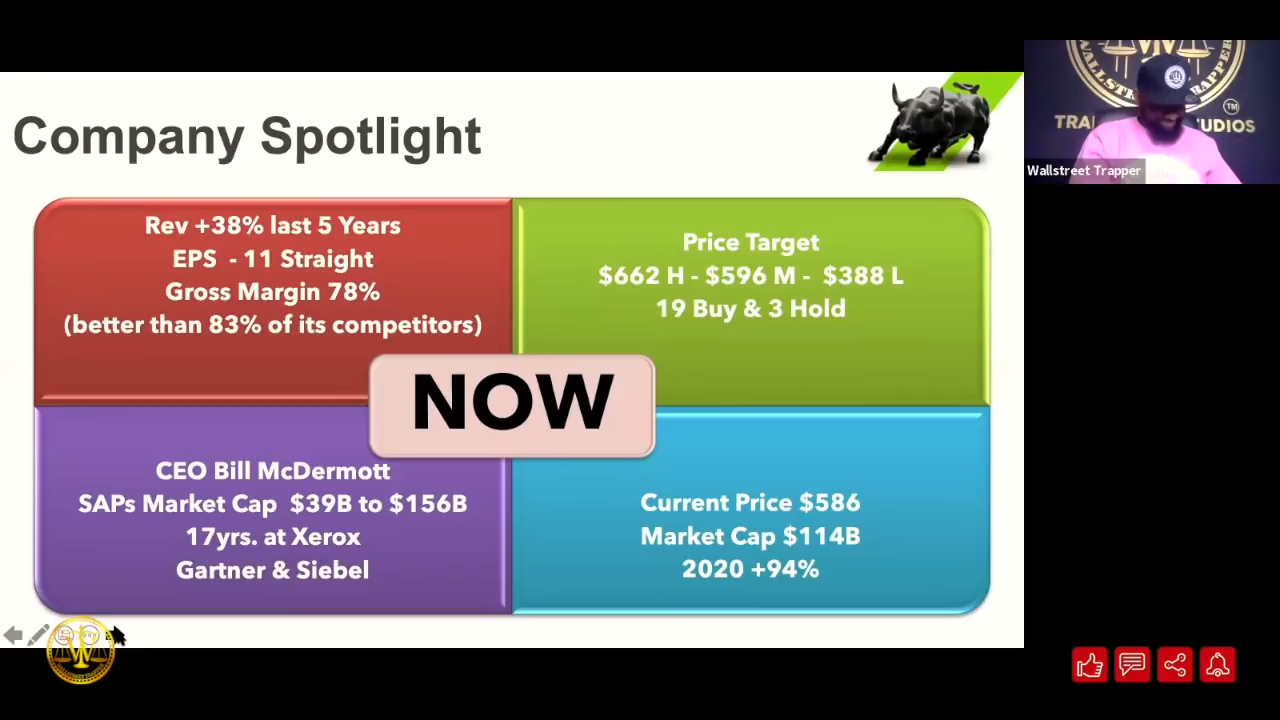 Company Spotlight
Rev +38% last 5 Years
EPS - 11 Straight
Gross Margin 78%
(better than 83% of its competitors)
Price Target
$662 H - $596 M - $388 L
19 Buy & 3 Hold
NOW
CEO Bill McDermott
SAPs Market Cap $39B to $156B
17yrs. at Xerox
Gartner & Siebel
Current Price $586
Market Cap $114B
2020 +94%
TM
Wallstreet Trapper